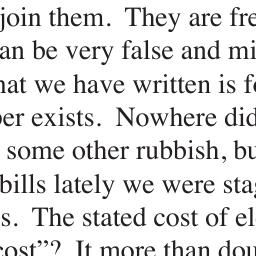 join them. They are fre
an be very false and mi
hat we have written is f
per exists. Nowhere did
some other rubbish, bu
bills lately we were sta
s. The stated cost of el
cost”? It more than dou